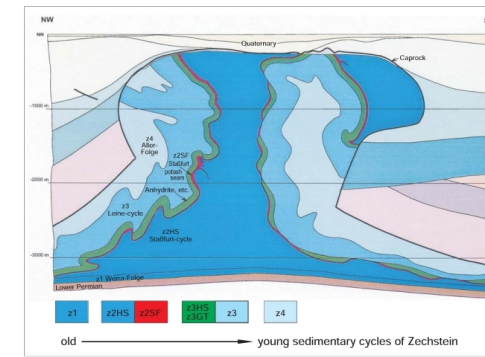 NW
Quaternary
NN
Caprock
-1000 m
z4
Aller-
Folge
z2SF
Staßfurt
potash
seam
-2000 m
Anhydrite, etc.
z3
Leine-cycle
z2HS
Staßfurt-cycle
-3000 m
z1 Werra-Folge
Lower Permian
z1
z2HS
z2SF
z3HS
z3GT
z3
z4
old
young sedimentary cycles of Zechstein